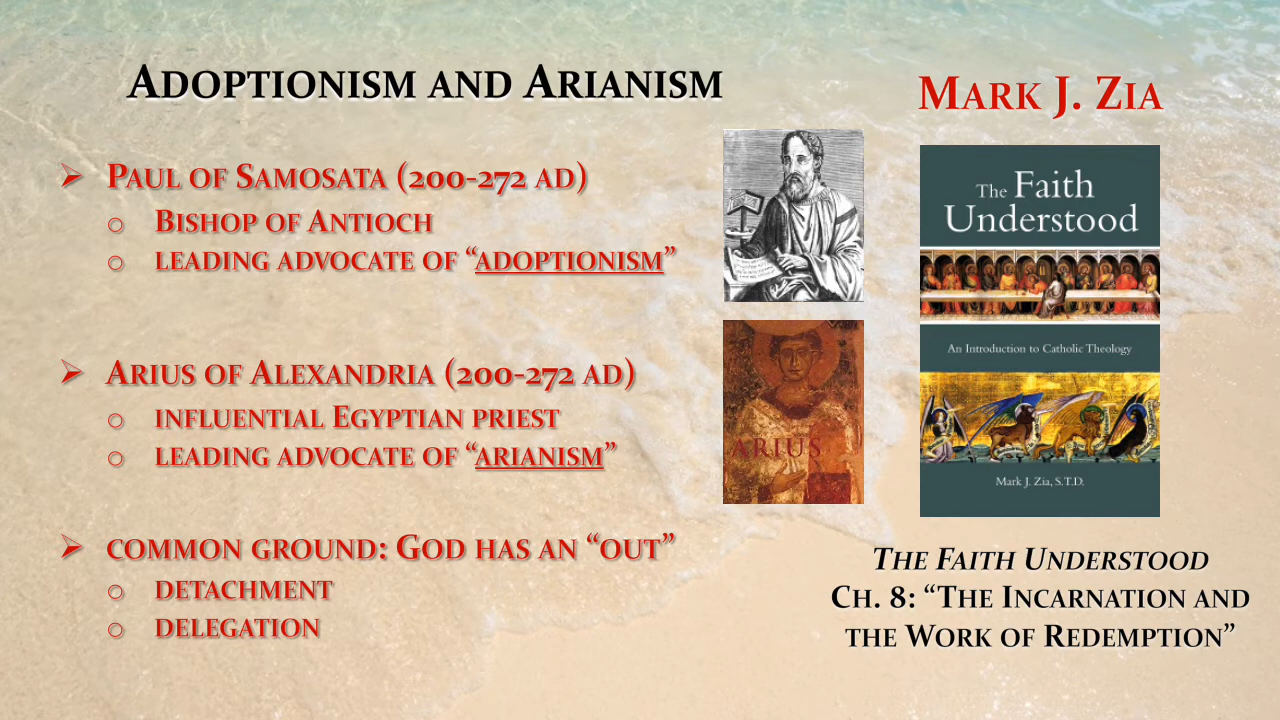 ADOPTIONISM AND ARIANISM
MARK J. ZIA
➢ PAUL OF SAMOSATA (200-272 AD)
o BISHOP OF ANTIOCH
o LEADING ADVOCATE OF “ADOPTIONISM”
➢ ARIUS OF ALEXANDRIA (200-272 AD)
o INFLUENTIAL EGYPTIAN PRIEST
o LEADING ADVOCATE OF “ARIANISM”
➢ COMMON GROUND: GOD HAS AN “OUT”
o DETACHMENT
o DELEGATION
ARIUS
The Faith
Understood
An Introduction to Catholic Theology
Mark J. Zia, S.T.D.
THE FAITH UNDERSTOOD
CH. 8: “THE INCARNATION AND
THE WORK OF REDEMPTION”